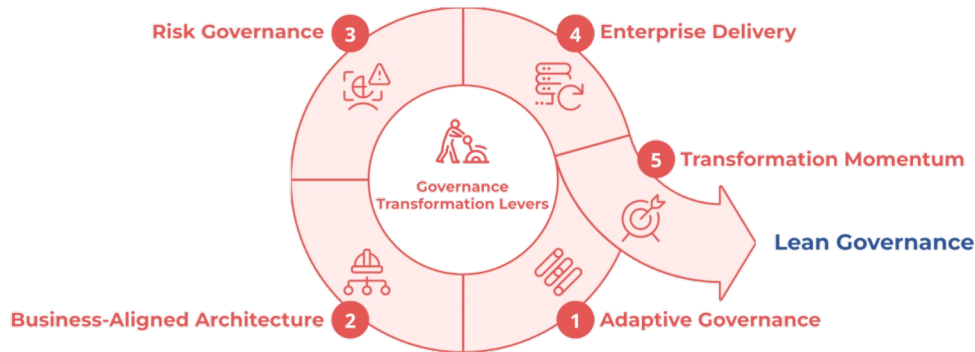 Risk Governance 3
4 Enterprise Delivery
5 Transformation Momentum
Governance
Transformation Levers
Lean Governance
Business-Aligned Architecture 2
1 Adaptive Governance